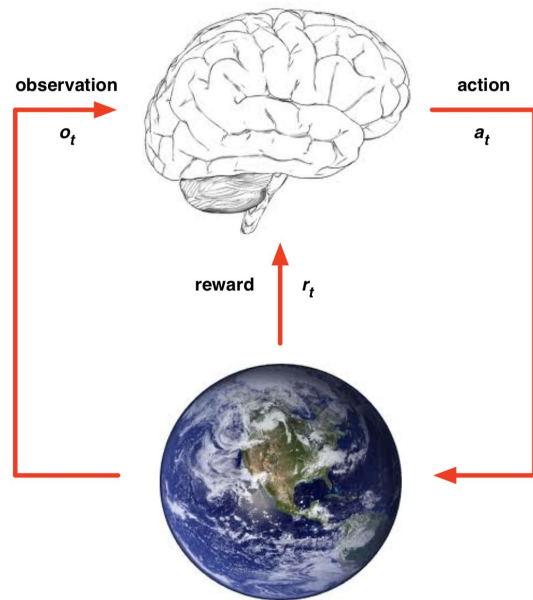 observation
o_t
action
a_t
reward r_t